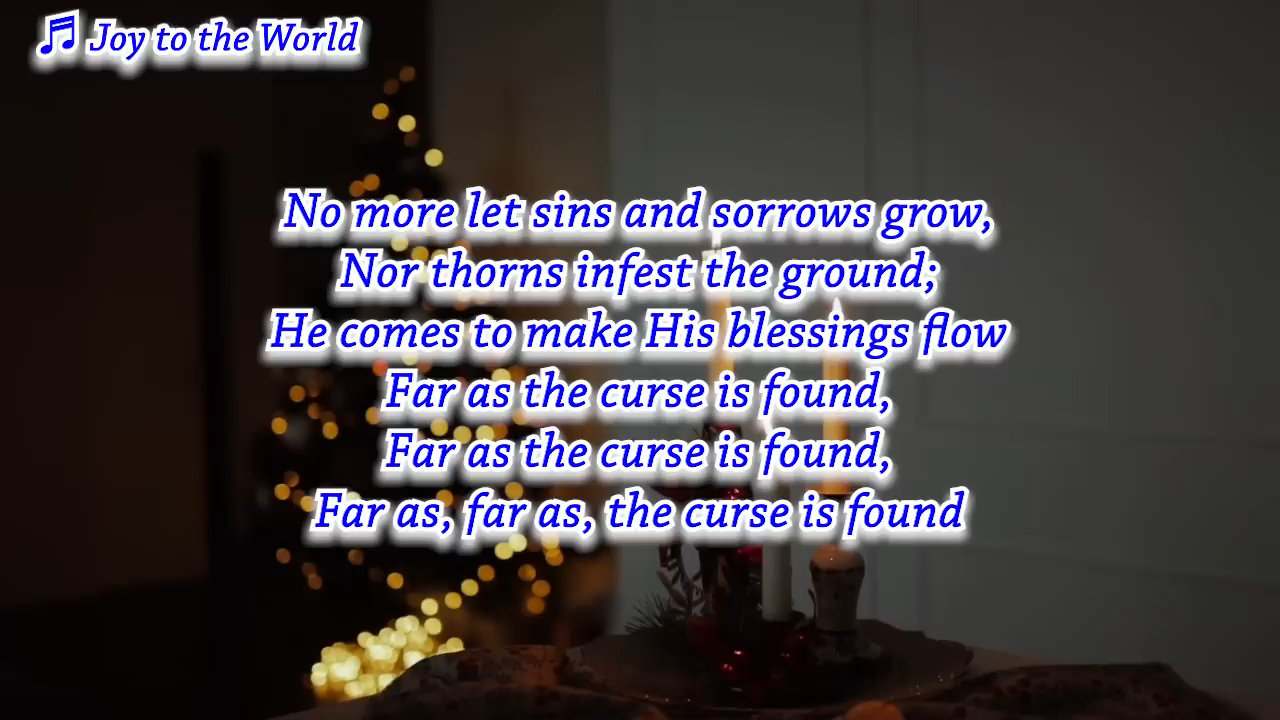 🎵 Joy to the World
No more let sins and sorrows grow,
Nor thorns infest the ground;
He comes to make His blessings flow
Far as the curse is found,
Far as the curse is found,
Far as, far as, the curse is found